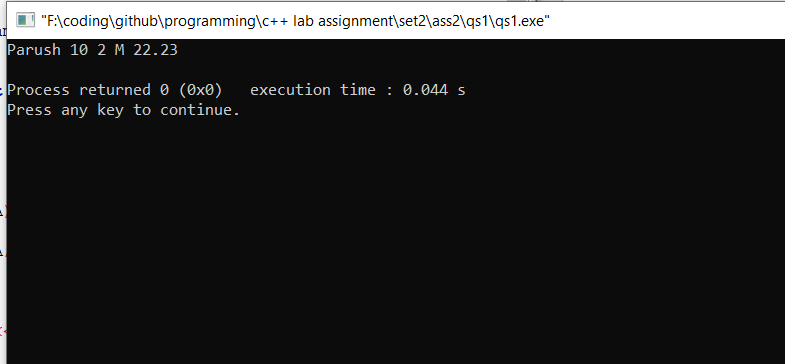 "F:\coding\github\programming\c++ lab assignment\set2\ass2\qs1\qs1.exe"
Parush 10 2 M 22.23
Process returned 0 (0x0)   execution time : 0.044 s
Press any key to continue.